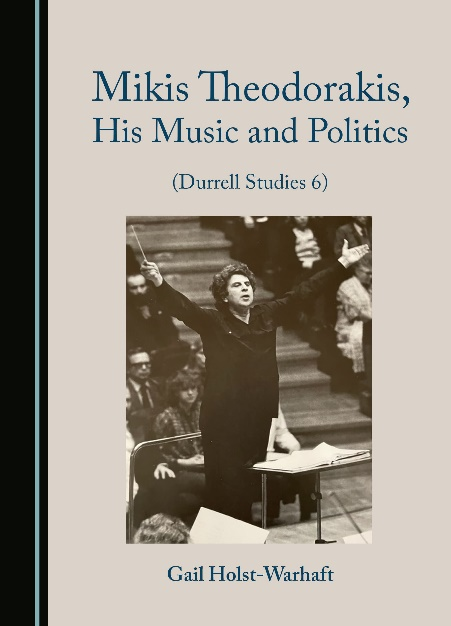 Mikis Theodorakis,
His Music and Politics
(Durrell Studies 6)
Gail Holst-Warhaft